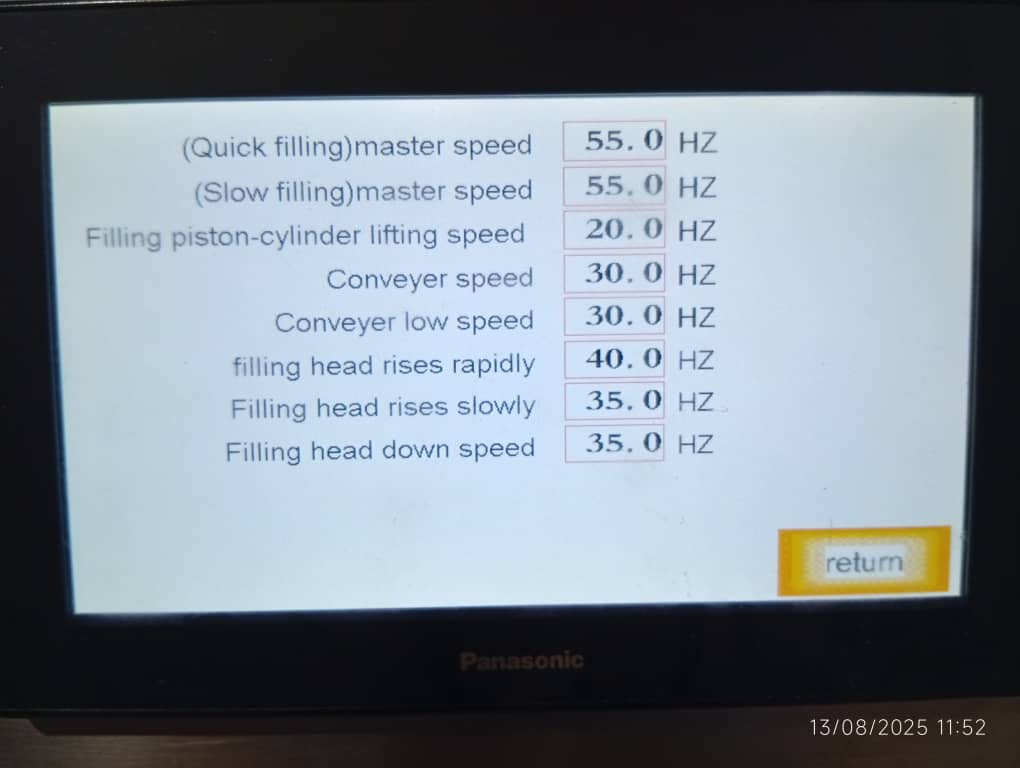 (Quick filling)master speed 55.0 HZ
(Slow filling)master speed 55.0 HZ
Filling piston-cylinder lifting speed 20.0 HZ
Conveyer speed 30.0 HZ
Conveyer low speed 30.0 HZ
filling head rises rapidly 40.0 HZ
Filling head rises slowly 35.0 HZ
Filling head down speed 35.0 HZ
return
Panasonic
13/08/2025 11:52